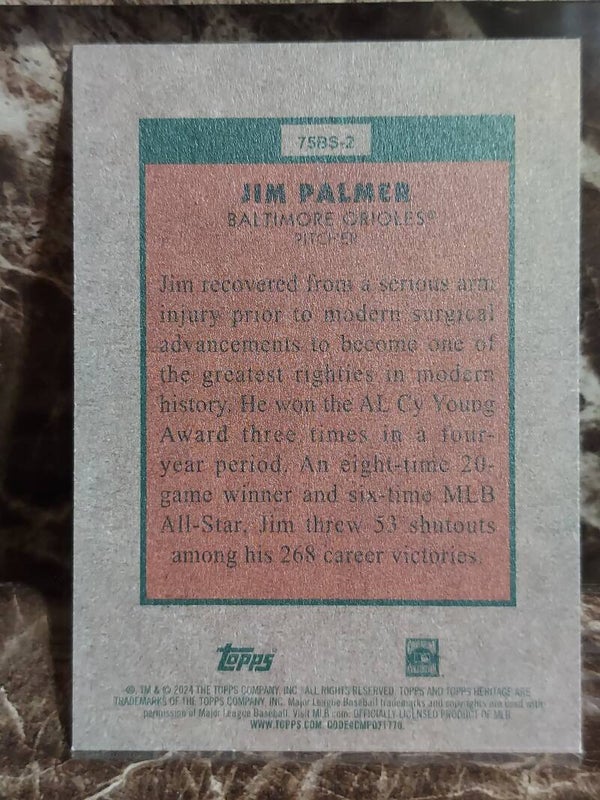 75BS-2
JIM PALMER
BALTIMORE ORIOLES®
PITCHER
Jim recovered from a serious arm
injury prior to modern surgical
advancements to become one of
the greatest righties in modern
history. He won the AL Cy Young
Award three times in a four-
year period. An eight-time 20-
game winner and six-time MLB
All-Star, Jim threw 53 shutouts
among his 268 career victories.
topps
®, TM & © 2024 THE TOPPS COMPANY, INC. ALL RIGHTS RESERVED. TOPPS AND TOPPS HERITAGE ARE
TRADEMARKS OF THE TOPPS COMPANY, INC. Major League Baseball trademarks and copyrights are used with
permission of Major League Baseball. Visit MLB.com. OFFICIALLY LICENSED PRODUCT OF MLB.
WWW.TOPPS.COM. CODE#CMP071770.